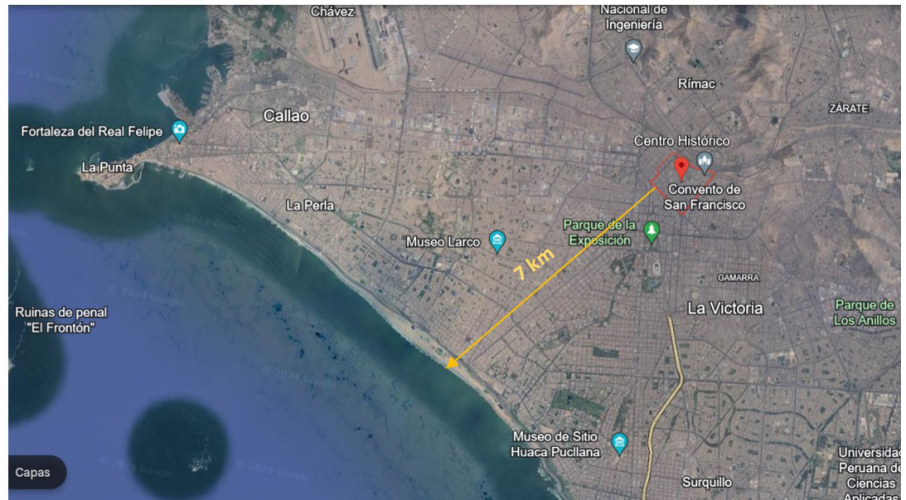 Chávez
Nacional de
Ingeniería
Rímac
ZÁRATE
Callao
Fortaleza del Real Felipe
Centro Histórico
La Punta
Convento de
San Francisco
La Perla
Parque de la
Exposición
Museo Larco
7 km
GAMARRA
La Victoria
Parque de
Los Anillos
Ruinas de penal
"El Frontón"
Museo de Sitio
Huaca Pucllana
Universidad
Peruana de
Ciencias
Aplicadas
Surquillo
Capas